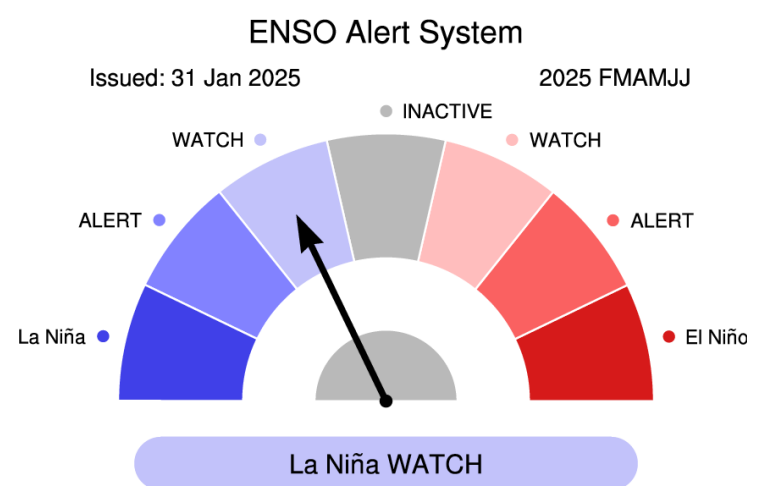 ENSO Alert System
Issued: 31 Jan 2025
2025 FMAMJJ
INACTIVE
WATCH
WATCH
ALERT
ALERT
La Niña
El Niño
La Niña WATCH